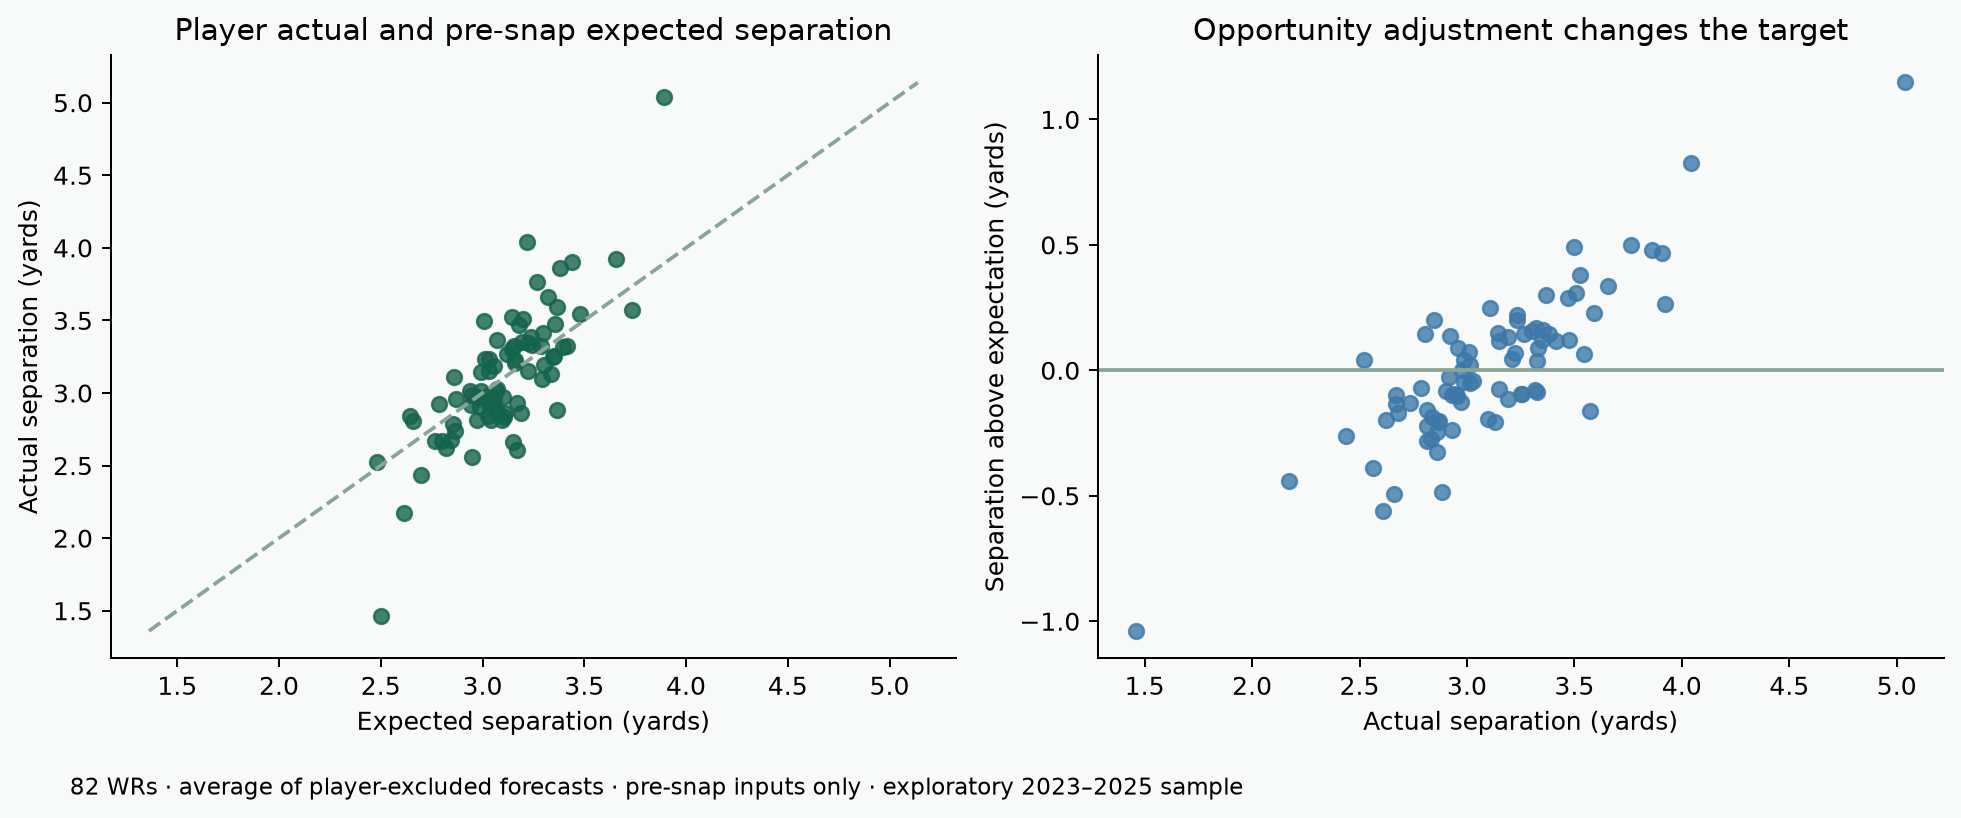 Player actual and pre-snap expected separation
Actual separation (yards)
5.0
4.5
4.0
3.5
3.0
2.5
2.0
1.5
1.5 2.0 2.5 3.0 3.5 4.0 4.5 5.0
Expected separation (yards)
Opportunity adjustment changes the target
Separation above expectation (yards)
1.0
0.5
0.0
−0.5
−1.0
1.5 2.0 2.5 3.0 3.5 4.0 4.5 5.0
Actual separation (yards)
82 WRs · average of player-excluded forecasts · pre-snap inputs only · exploratory 2023–2025 sample